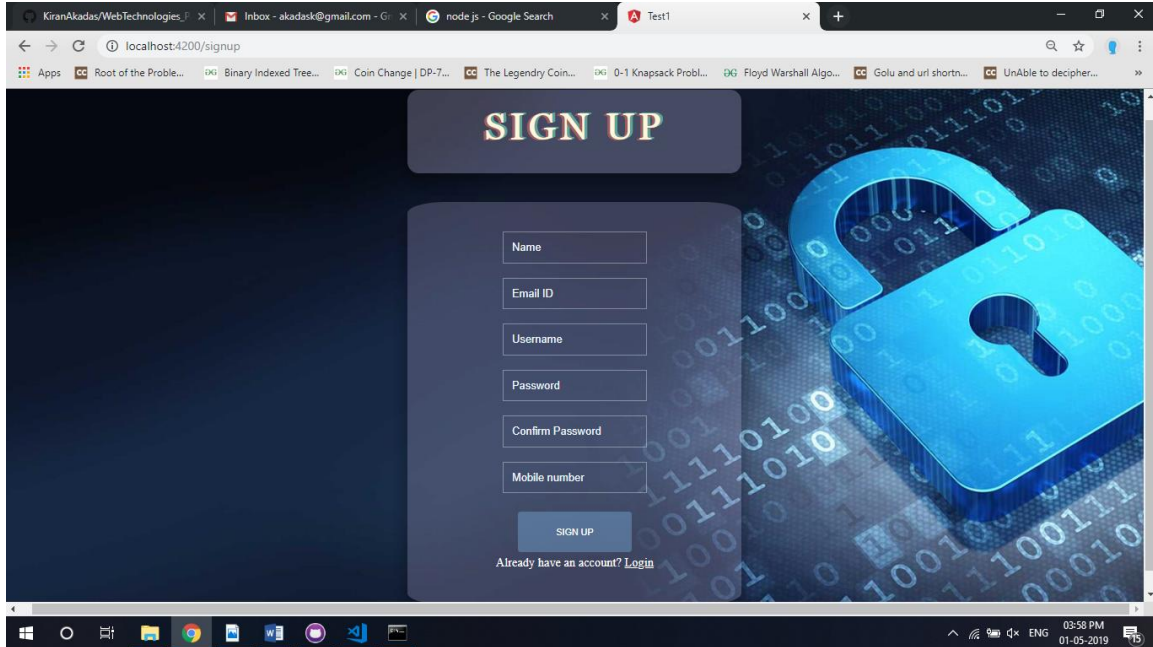 KiranAkadas/WebTechnologies_P
Inbox - akadask@gmail.com - Gr
node js - Google Search
Test1
localhost:4200/signup
Apps
Root of the Proble...
Binary Indexed Tree...
Coin Change | DP-7...
The Legendry Coin...
0-1 Knapsack Probl...
Floyd Warshall Algo...
Golu and url shortn...
UnAble to decipher...
SIGN UP
Name
Email ID
Username
Password
Confirm Password
Mobile number
SIGN UP
Already have an account? Login
ENG
03:58 PM
01-05-2019
15